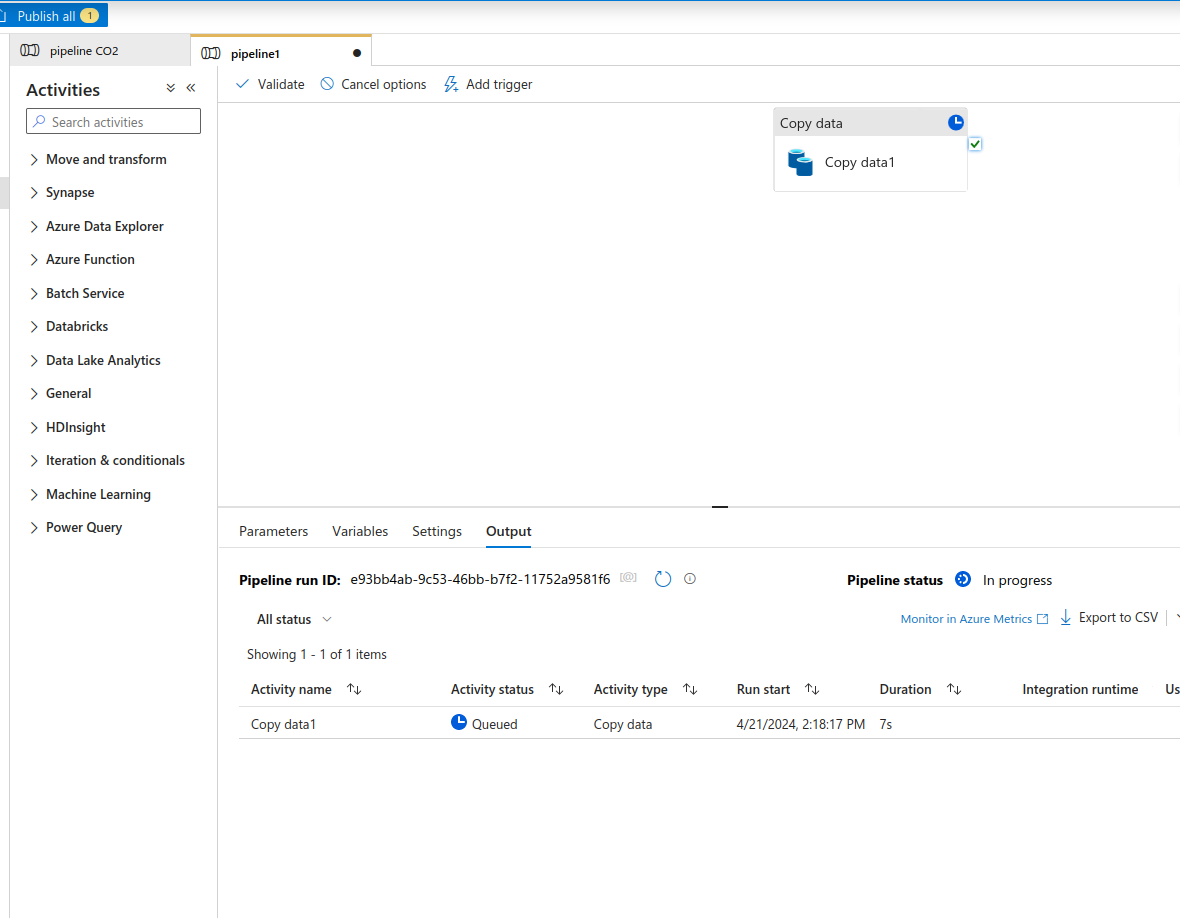 Publish all 1
pipeline CO2
pipeline1
Activities
Search activities
Move and transform
Synapse
Azure Data Explorer
Azure Function
Batch Service
Databricks
Data Lake Analytics
General
HDInsight
Iteration & conditionals
Machine Learning
Power Query
Validate Cancel options Add trigger
Copy data
Copy data1
Parameters Variables Settings Output
Pipeline run ID: e93bb4ab-9c53-46bb-b7f2-11752a9581f6 [@] Pipeline status In progress
All status Monitor in Azure Metrics Export to CSV
Showing 1 - 1 of 1 items
Activity name Activity status Activity type Run start Duration Integration runtime Us
Copy data1 Queued Copy data 4/21/2024, 2:18:17 PM 7s